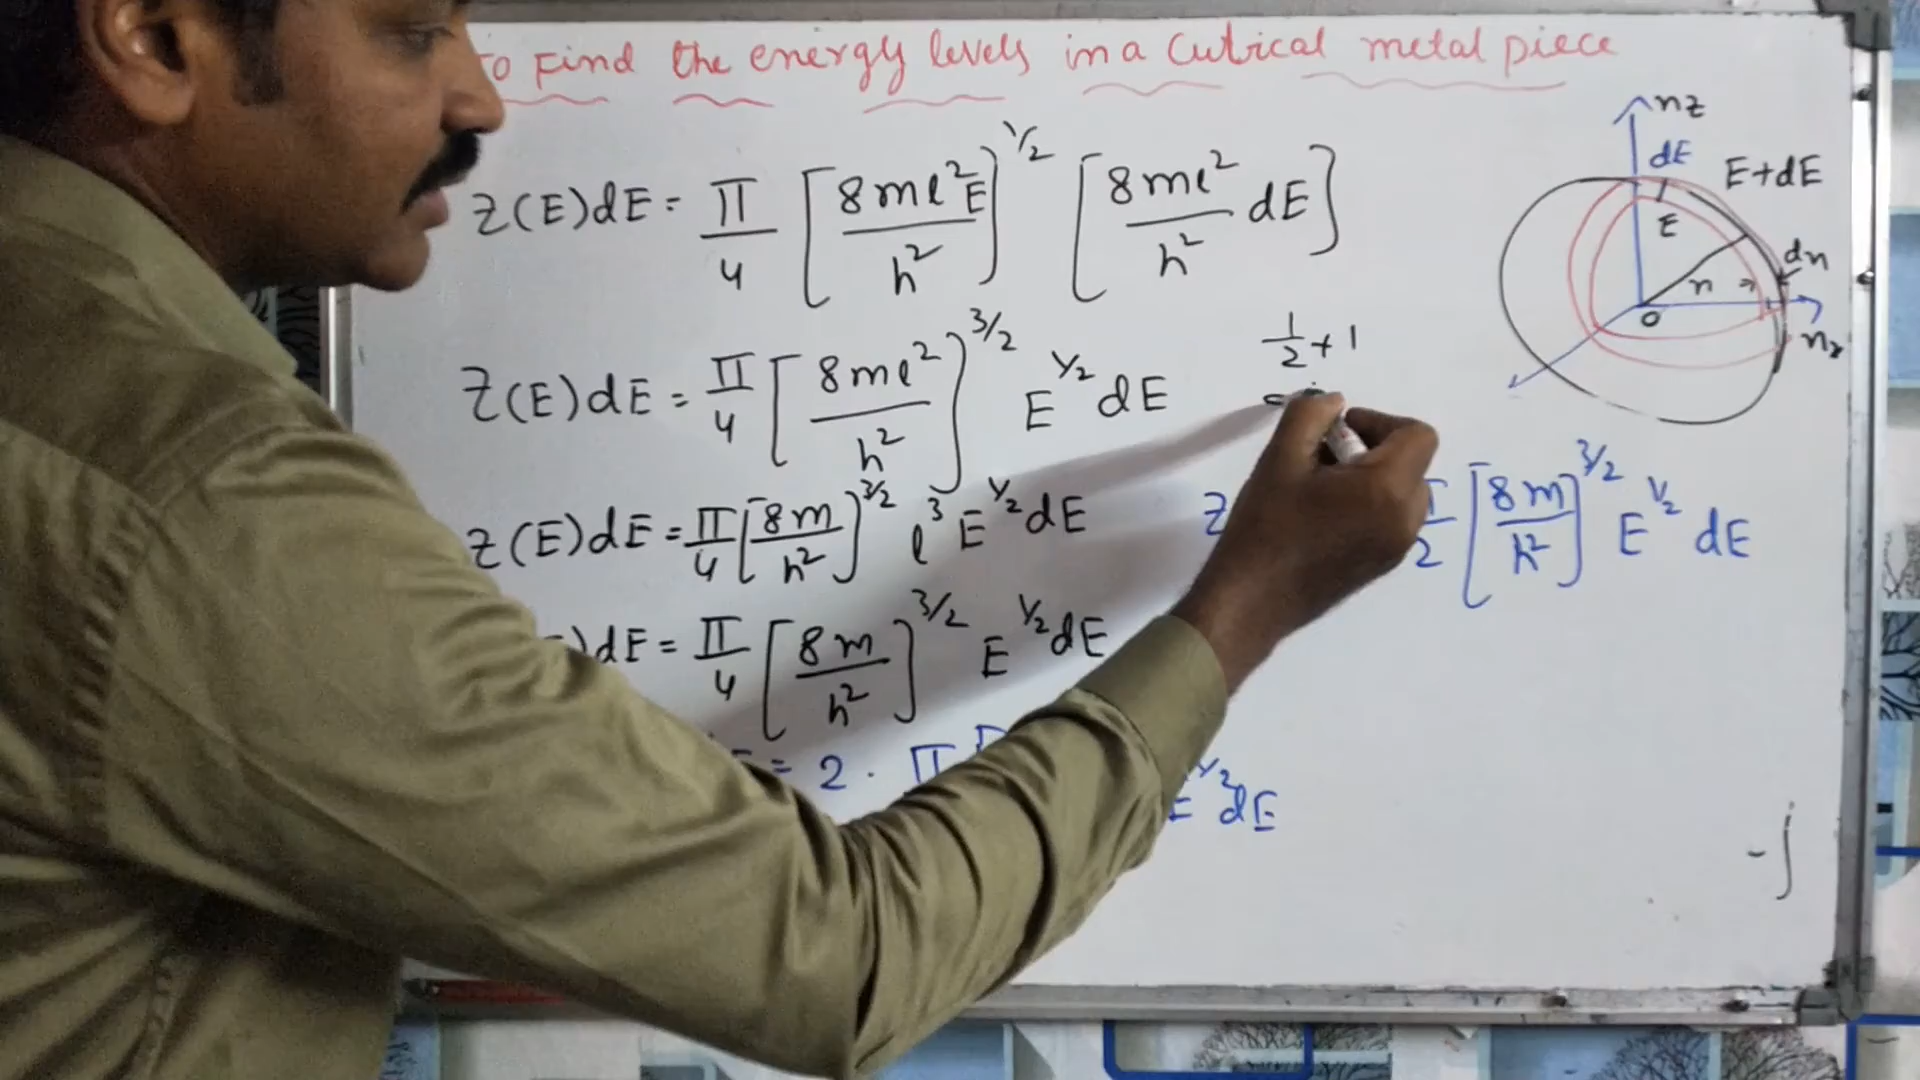 to Find the energy levels in a Cubical metal piece
Z(E)dE = π/4 [8ml²E/h²]^1/2 [8ml²/h² dE]
Z(E)dE = π/4 [8ml²/h²]^3/2 E^1/2 dE
1/2 + 1
Z(E)dE = π/4 [8m/h²]^3/2 l³ E^1/2 dE
)dE = π/4 [8m/h²]^3/2 E^1/2 dE
= 2 · π
E^1/2 dE
Z
2 [8m/h²]^3/2 E^1/2 dE
nz
dE
E+dE
E
dn
n
O